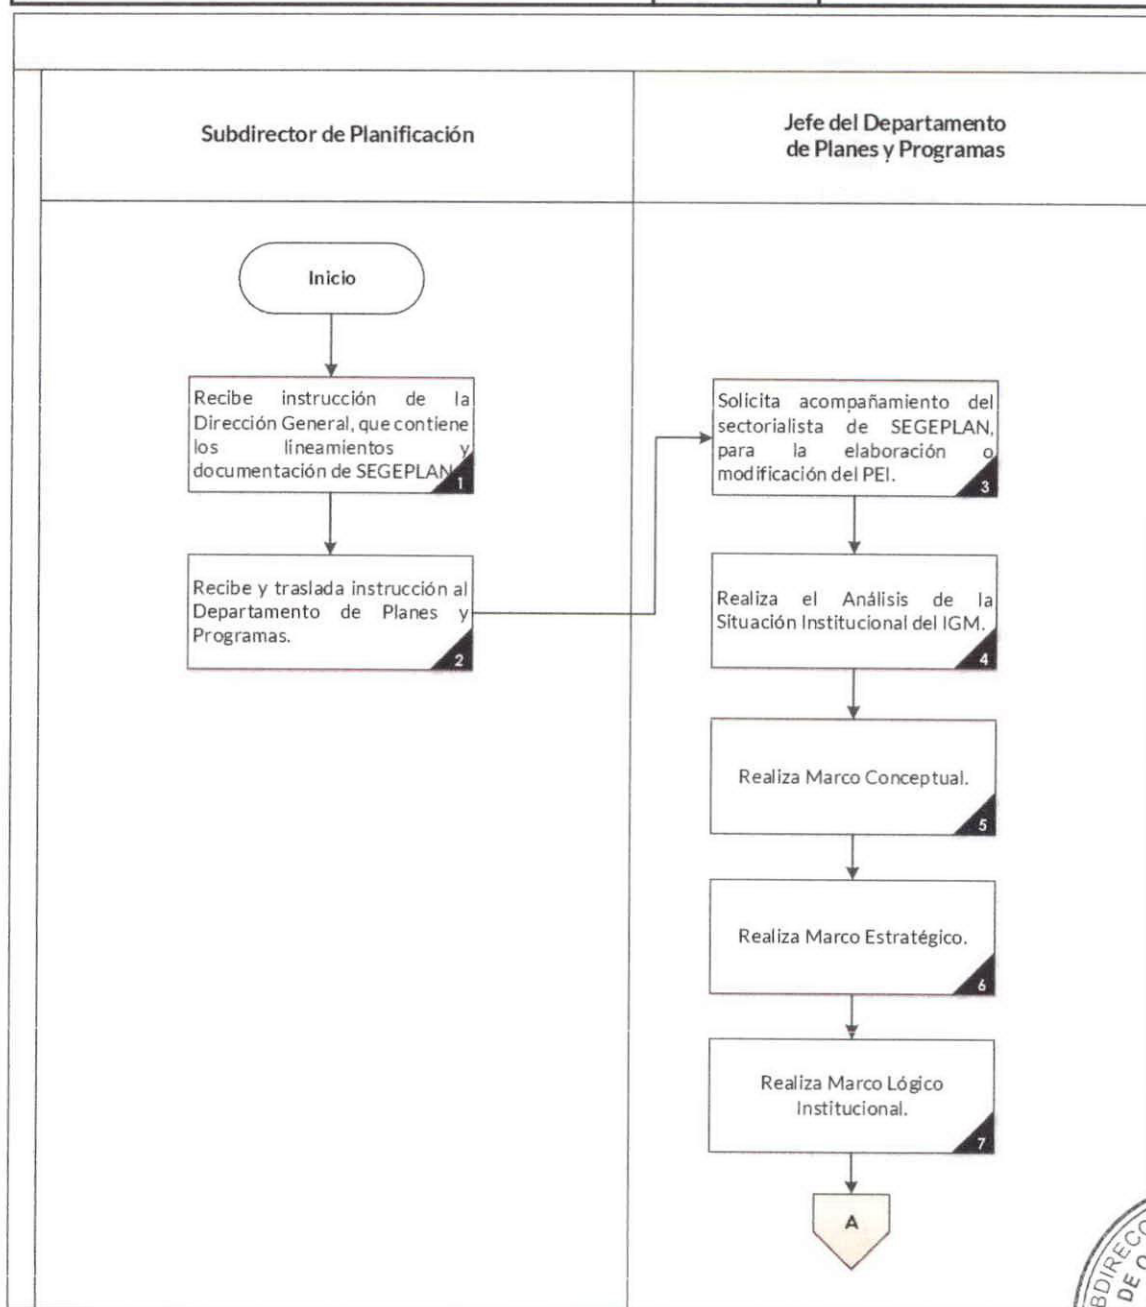 Subdirector de Planificación
Jefe del Departamento
de Planes y Programas
Inicio
Recibe instrucción de la
Dirección General, que contiene
los lineamientos y
documentación de SEGEPLAN
1
Recibe y traslada instrucción al
Departamento de Planes y
Programas.
2
Solicita acompañamiento del
sectorialista de SEGEPLAN,
para la elaboración o
modificación del PEI.
3
Realiza el Análisis de la
Situación Institucional del IGM.
4
Realiza Marco Conceptual.
5
Realiza Marco Estratégico.
6
Realiza Marco Lógico
Institucional.
7
A
BDIRECC
DE O